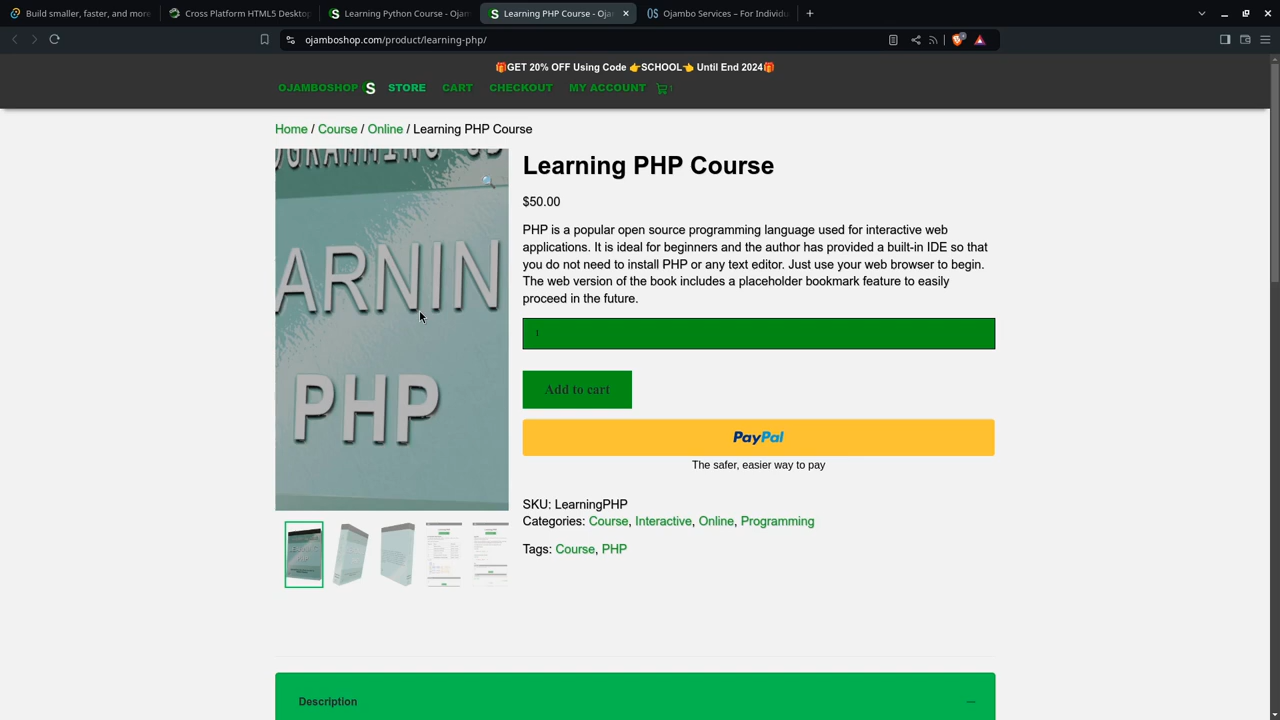 Build smaller, faster, and more
Cross Platform HTML5 Desktop
Learning Python Course - Ojam
Learning PHP Course - Oja
Ojambo Services – For Individu
ojamboshop.com/product/learning-php/
🎁GET 20% OFF Using Code 👉SCHOOL👈 Until End 2024🎁
OJAMBOSHOP S STORE CART CHECKOUT MY ACCOUNT 1
Home / Course / Online / Learning PHP Course
ARNIN
PHP
Learning PHP Course
$50.00
PHP is a popular open source programming language used for interactive web
applications. It is ideal for beginners and the author has provided a built-in IDE so that
you do not need to install PHP or any text editor. Just use your web browser to begin.
The web version of the book includes a placeholder bookmark feature to easily
proceed in the future.
1
Add to cart
PayPal
The safer, easier way to pay
SKU: LearningPHP
Categories: Course, Interactive, Online, Programming
Tags: Course, PHP
Description